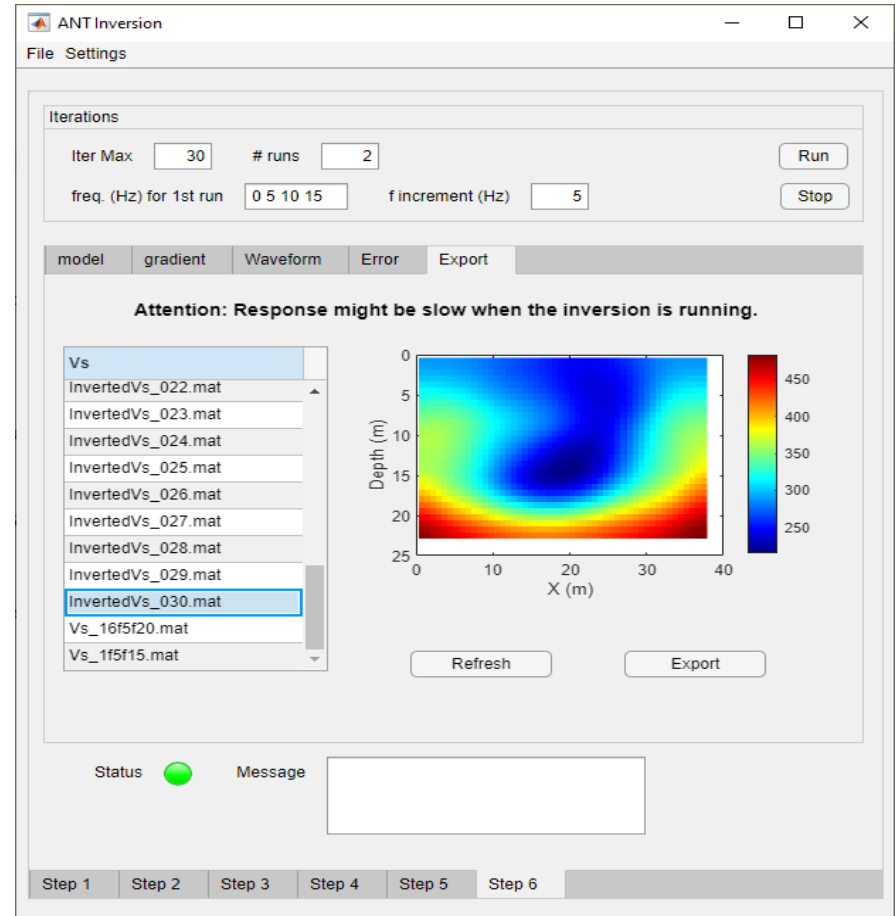 ANT Inversion
File Settings
Iterations
Iter Max 30 # runs 2 Run
freq. (Hz) for 1st run 0 5 10 15 f increment (Hz) 5 Stop
model gradient Waveform Error Export
Attention: Response might be slow when the inversion is running.
Vs
InvertedVs_022.mat
InvertedVs_023.mat
InvertedVs_024.mat
InvertedVs_025.mat
InvertedVs_026.mat
InvertedVs_027.mat
InvertedVs_028.mat
InvertedVs_029.mat
InvertedVs_030.mat
Vs_16f5f20.mat
Vs_1f5f15.mat
Depth (m)
0
5
10
15
20
25
0 10 20 30 40
X (m)
450
400
350
300
250
Refresh Export
Status Message
Step 1 Step 2 Step 3 Step 4 Step 5 Step 6